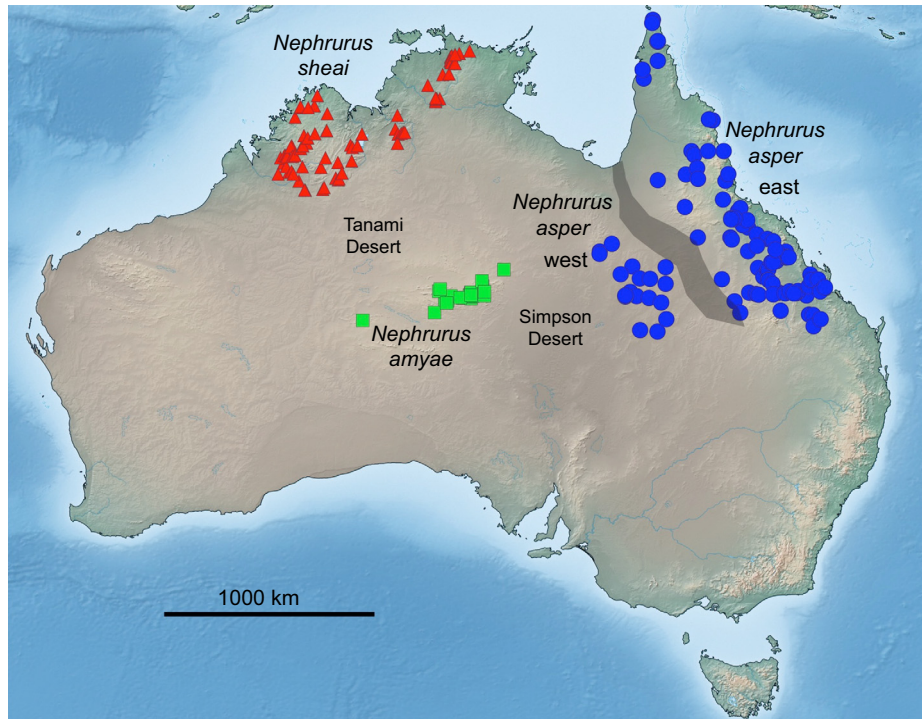 Nephrurus
sheai
Nephrurus
asper
east
Nephrurus
asper
west
Tanami
Desert
Simpson
Desert
Nephrurus
amyae
1000 km